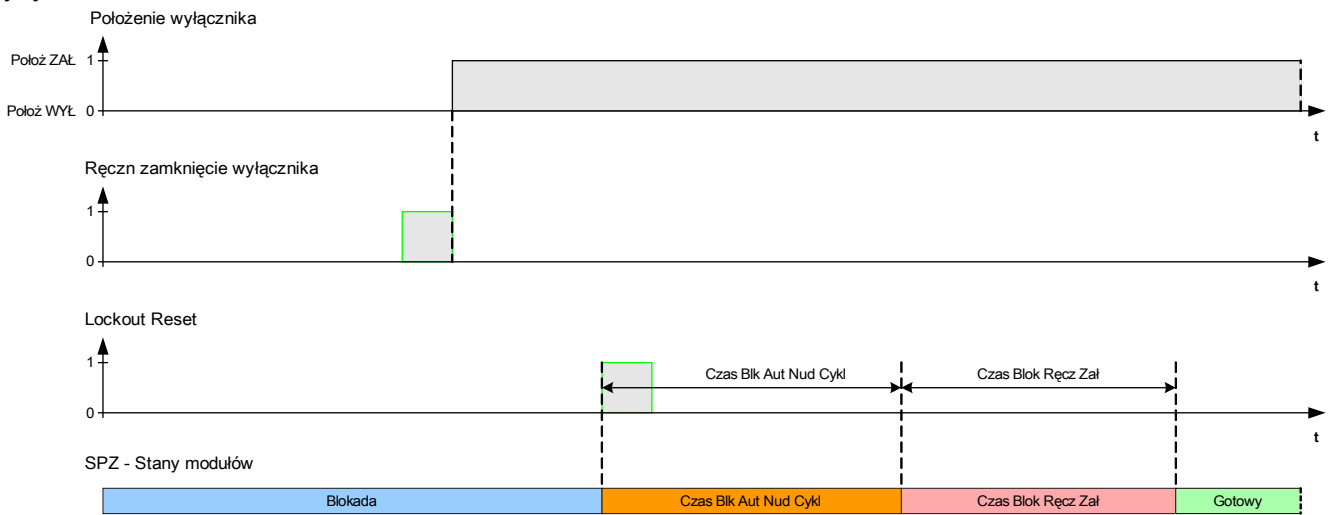 Położenie wyłącznika
Położ ZAŁ 1
Położ WYŁ 0
t
Ręczn zamknięcie wyłącznika
1
0
t
Lockout Reset
1
Czas Blk Aut Nud Cykl
Czas Blok Ręcz Zał
0
t
SPZ - Stany modułów
Blokada
Czas Blk Aut Nud Cykl
Czas Blok Ręcz Zał
Gotowy